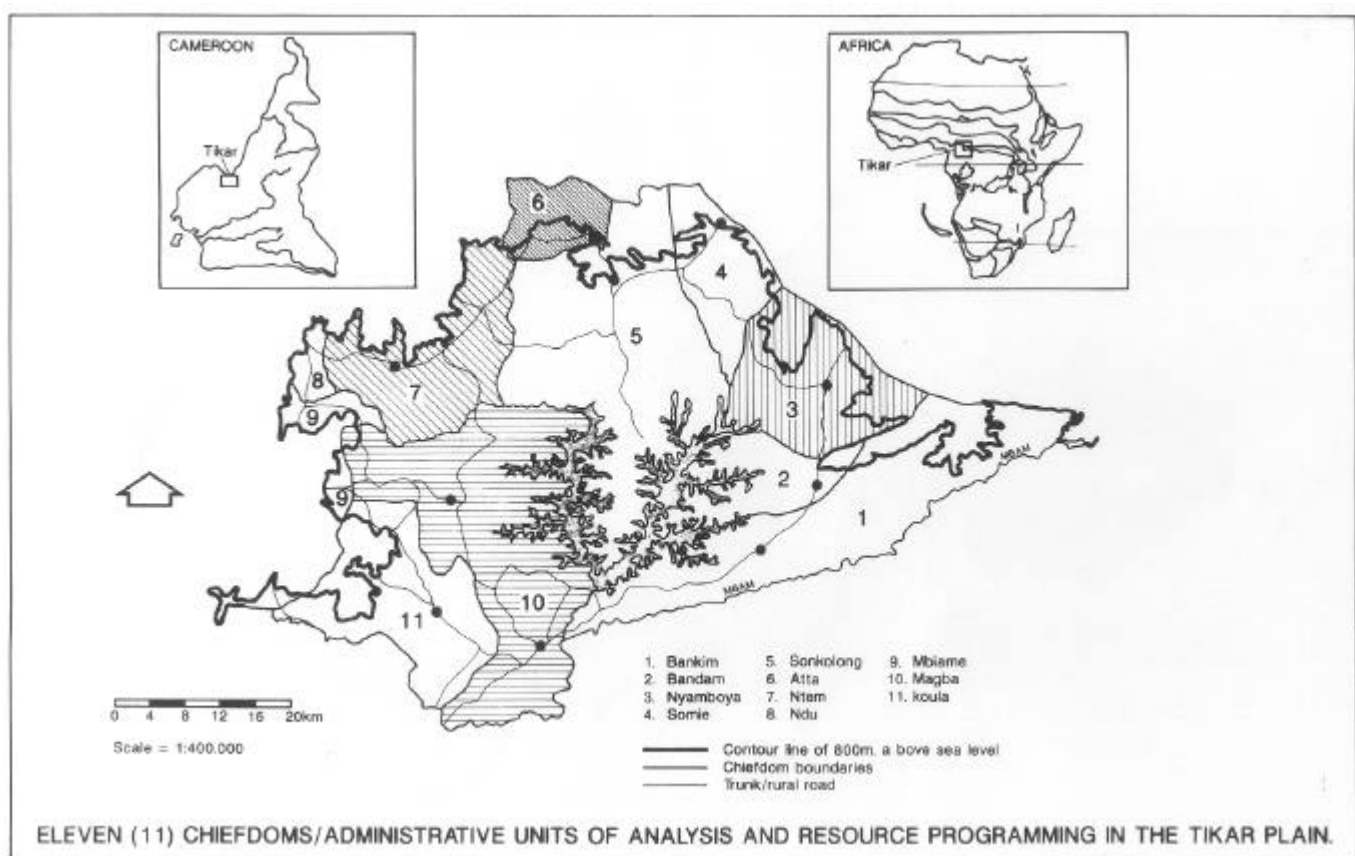 CAMEROON
Tikar
AFRICA
Tikar
6
4
5
8
7
3
9
2
9
1
MBAM
10
MBAM
11
1. Bankim
2. Bandam
3. Nyamboya
4. Somie
5. Sonkolong
6. Atta
7. Ntem
8. Ndu
9. Mbiame
10. Magba
11. koula
0 4 8 12 16 20km
Scale = 1:400.000
Contour line of 800m. a bove sea level
Chiefdom boundaries
Trunk/rural road
ELEVEN (11) CHIEFDOMS/ADMINISTRATIVE UNITS OF ANALYSIS AND RESOURCE PROGRAMMING IN THE TIKAR PLAIN.